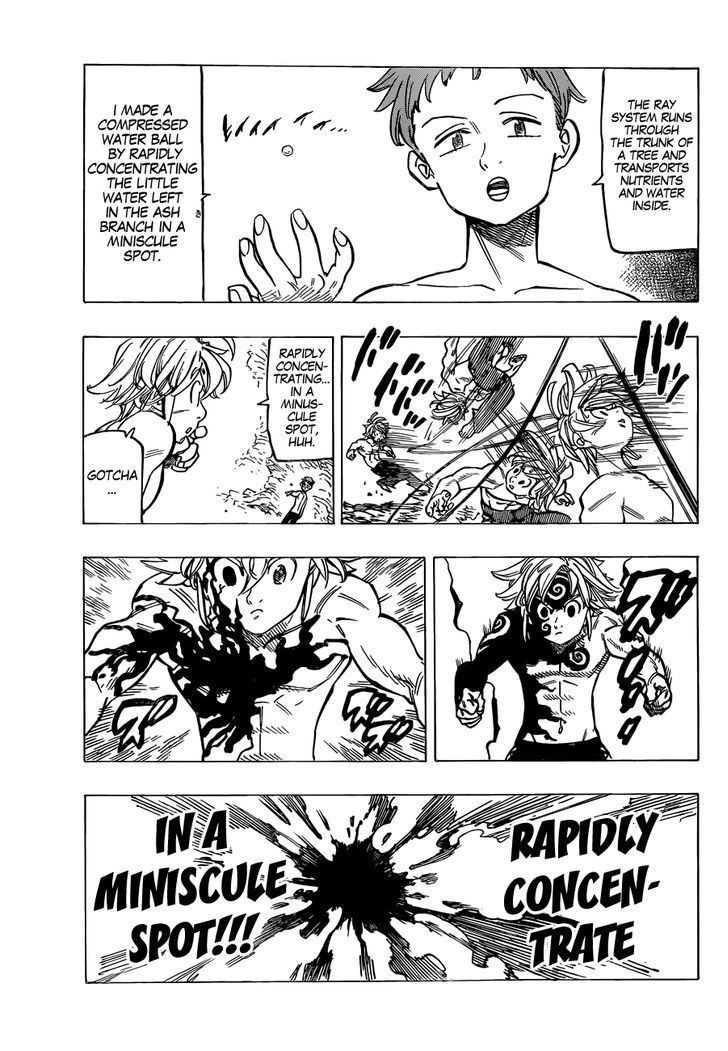 THE RAY
SYSTEM RUNS
THROUGH
THE TRUNK OF
A TREE AND
TRANSPORTS
NUTRIENTS
AND WATER
INSIDE.
I MADE A
COMPRESSED
WATER BALL
BY RAPIDLY
CONCENTRATING
THE LITTLE
WATER LEFT
IN THE ASH
BRANCH IN A
MINISCULE
SPOT.
RAPIDLY
CONCEN-
TRATING...
IN A
MINUS-
CULE
SPOT,
HUH.
GOTCHA
...
RAPIDLY
CONCEN-
TRATE
IN A
MINISCULE
SPOT!!!